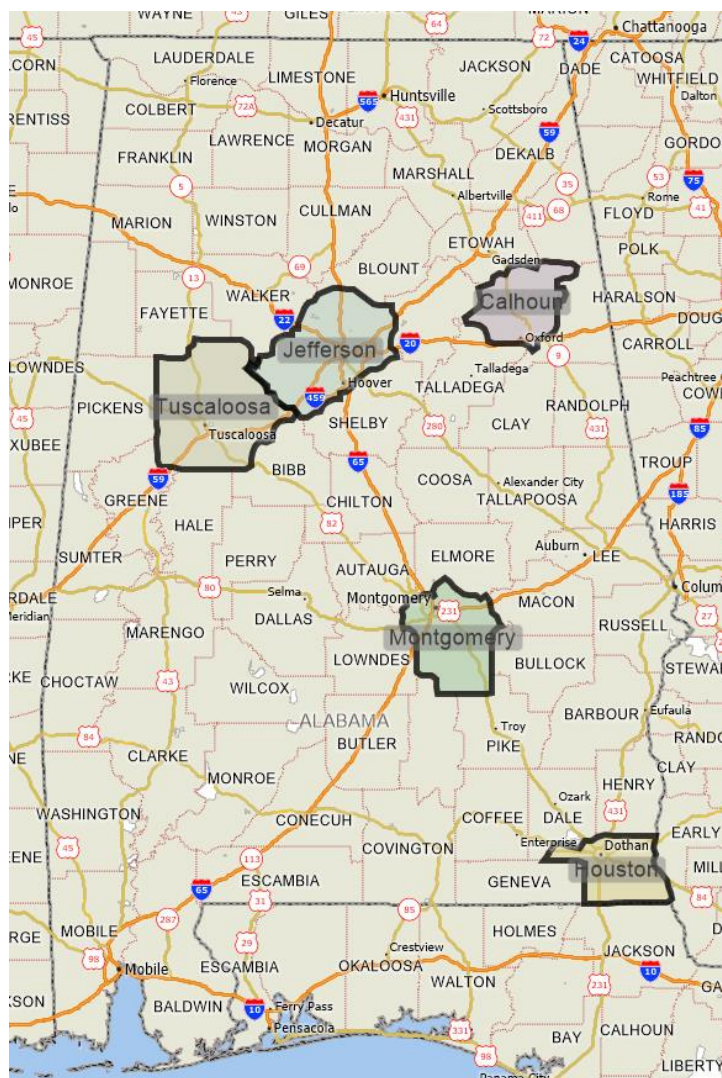 WAYNE
GILES
64
MARION
Chattanooga
45
43
72
24
LAUDERDALE
JACKSON
DADE
CATOOSA
LCORN
Florence
LIMESTONE
WHITFIELD
565
Huntsville
Dalton
COLBERT
72A
431
Scottsboro
RENTISS
Decatur
59
LAWRENCE
MORGAN
DEKALB
GORDO
FRANKLIN
MARSHALL
75
5
35
53
Albertville
Rome
CULLMAN
411
68
41
MARION
WINSTON
FLOYD
ETOWAH
POLK
13
69
BLOUNT
Gadsden
MONROE
WALKER
Calhour
HARALSON
FAYETTE
22
DOUG
Jefferson
20
Oxford
CARROLL
9
LOWNDES
Talladega
Hoover
Peachtree C
TALLADEGA
459
RANDOLPH
COW
PICKENS
Tuscaloosa
SHELBY
CLAY
45
280
431
85
Tuscaloosa
XUBEE
65
TROUP
BIBB
59
COOSA
Alexander City
GREENE
CHILTON
TALLAPOOSA
185
HALE
82
HARRIS
IPER
SUMTER
PERRY
ELMORE
Auburn
LEE
AUTAUGA
80
Selma
Montgomery
231
MACON
Colum
ERDALE
Meridian
DALLAS
27
MARENGO
Montgomery
RUSSELL
LOWNDES
BULLOCK
STEWA
CHOCTAW
43
WILCOX
BARBOUR
Eufaula
ALABAMA
Troy
84
BUTLER
PIKE
RANDO
CLARKE
CLAY
MONROE
HENRY
Ozark
WASHINGTON
COFFEE
DALE
431
CONECUH
EARLY
45
COVINGTON
Enterprise
Dothan
113
Houston
MILL
ESCAMBIA
GENEVA
65
84
31
85
287
HOLMES
MOBILE
29
98
Crestview
JACKSON
Mobile
ESCAMBIA
OKALOOSA
10
WALTON
231
BALDWIN
10
Ferry Pass
Pensacola
331
BAY
CALHOUN
98
LIBERTY